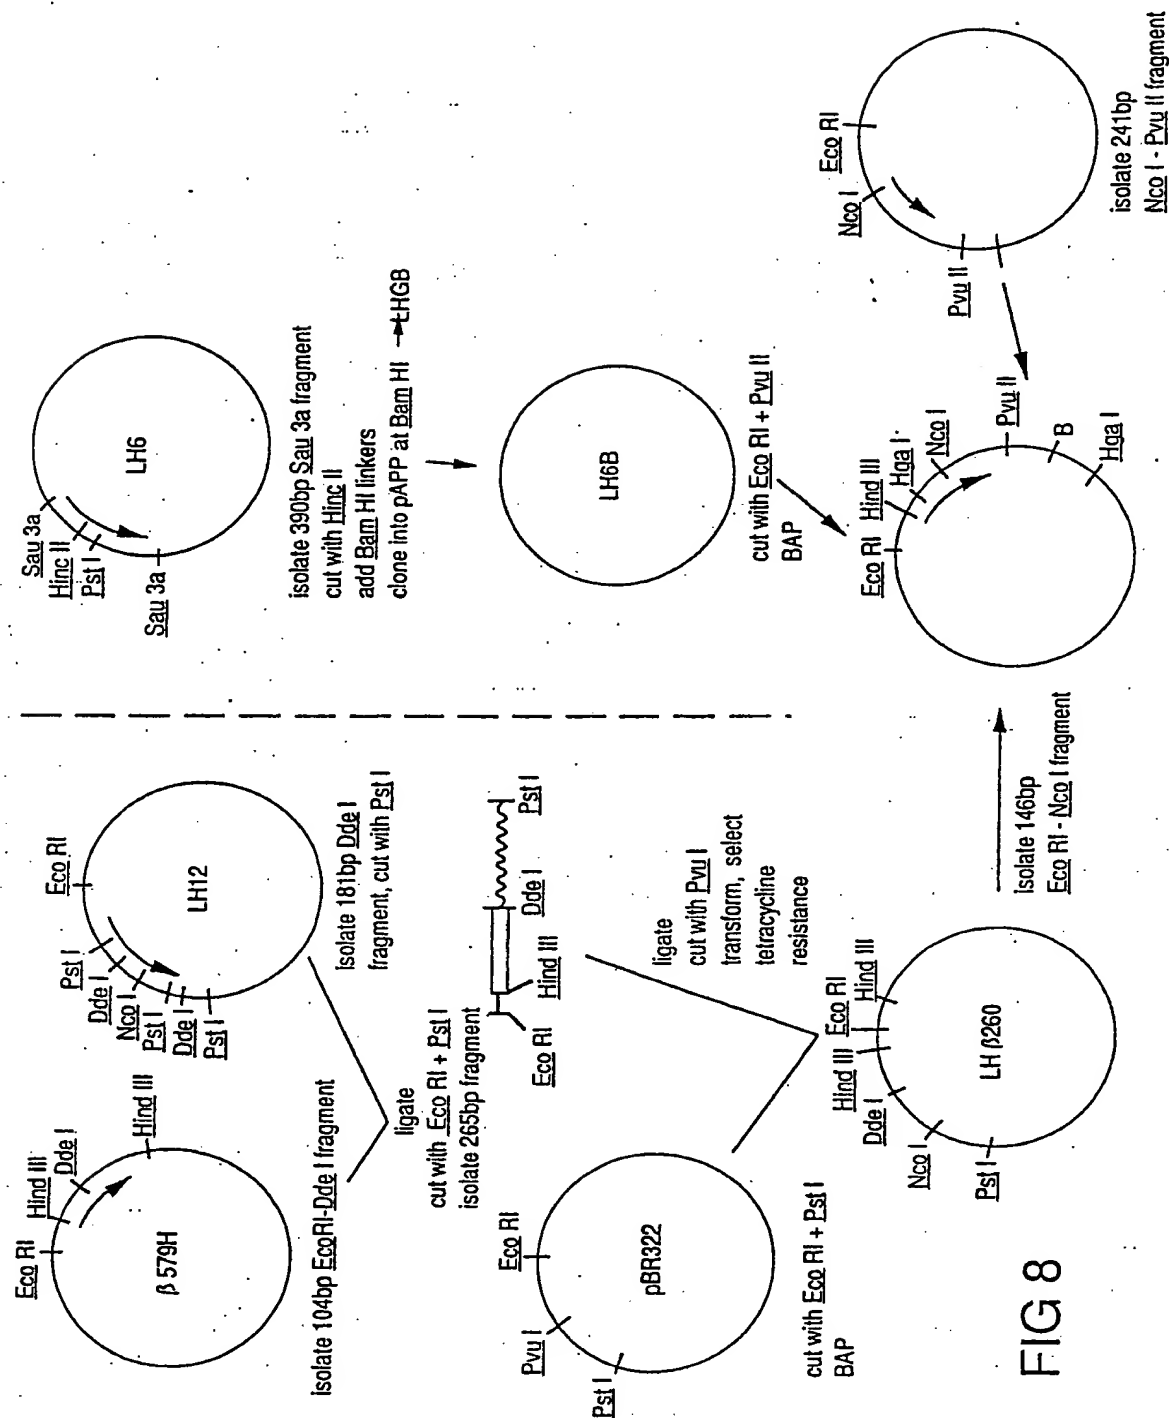 Eco RI
Hind III
Dde I
Hind III
β 579H
isolate 104bp EcoRI-Dde I fragment
Eco RI
Pst I
Dde I
Nco I
Pst I
Dde I
Pst I
LH12
isolate 181bp Dde I
fragment, cut with Pst I
ligate
cut with Eco RI + Pst I
isolate 265bp fragment
Eco RI
Hind III
Dde I
Pst I
Eco RI
Pvu I
Pst I
pBR322
cut with Eco RI + Pst I
BAP
ligate
cut with Pvu I
transform, select
tetracycline
resistance
Hind III
Eco RI
Hind III
Dde I
Nco I
Pst I
LH β260
isolate 146bp
Eco RI - Nco I fragment
Sau 3a
Hinc II
Pst I
Sau 3a
LH6
isolate 390bp Sau 3a fragment
cut with Hinc II
add Bam HI linkers
clone into pAPP at Bam HI → LHGB
LH6B
cut with Eco RI + Pvu II
BAP
Eco RI
Hind III
Hga I
Nco I
Pvu II
B
Hga I
Eco RI
Nco I
Pvu II
isolate 241bp
Nco I - Pvu II fragment
FIG 8